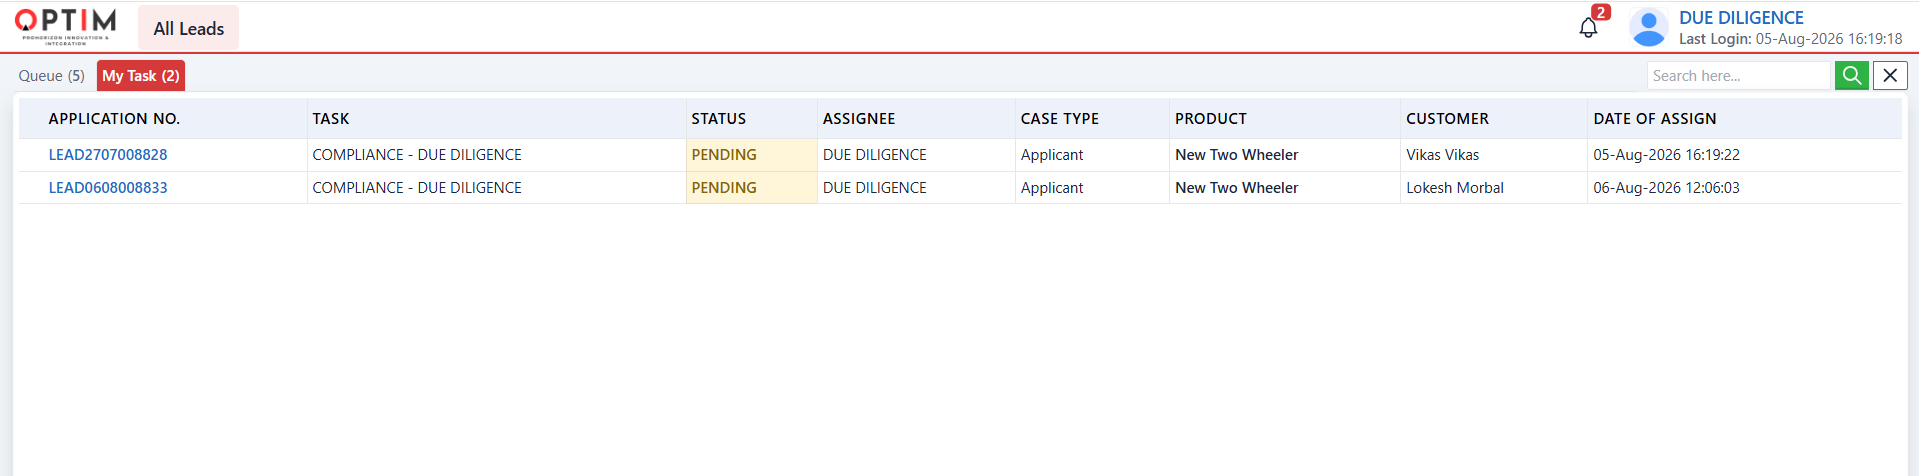 OPTIM
PROHORIZON INNOVATION &
INTEGRATION
All Leads
2
DUE DILIGENCE
Last Login: 05-Aug-2026 16:19:18
Queue (5) My Task (2) Search here...
APPLICATION NO. TASK STATUS ASSIGNEE CASE TYPE PRODUCT CUSTOMER DATE OF ASSIGN
LEAD2707008828 COMPLIANCE - DUE DILIGENCE PENDING DUE DILIGENCE Applicant New Two Wheeler Vikas Vikas 05-Aug-2026 16:19:22
LEAD0608008833 COMPLIANCE - DUE DILIGENCE PENDING DUE DILIGENCE Applicant New Two Wheeler Lokesh Morbal 06-Aug-2026 12:06:03